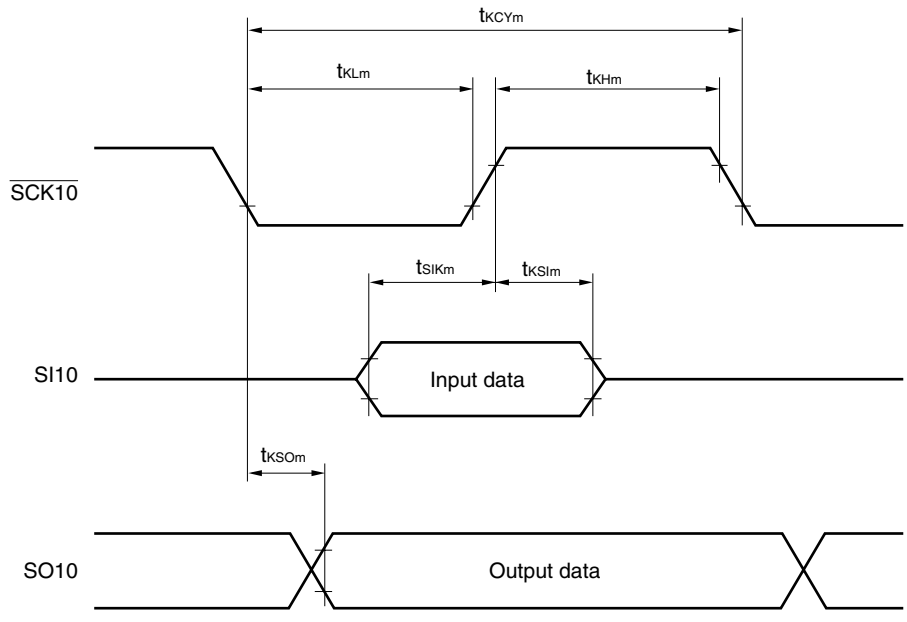 tKCYm
tKLm
tKHm
SCK10
tSIKm
tKSIm
SI10
Input data
tKSOm
SO10
Output data